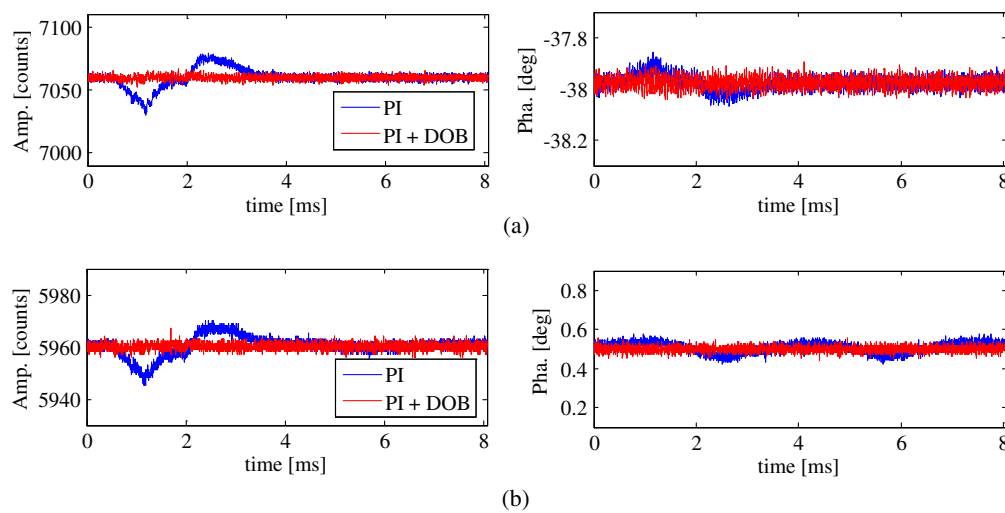 7100
7050
7000
Amp. [counts]
PI
PI + DOB
0 2 4 6 8
time [ms]
-37.8
-38
-38.2
Pha. [deg]
0 2 4 6 8
time [ms]
(a)
5980
5960
5940
Amp. [counts]
PI
PI + DOB
0 2 4 6 8
time [ms]
0.8
0.6
0.4
0.2
Pha. [deg]
0 2 4 6 8
time [ms]
(b)